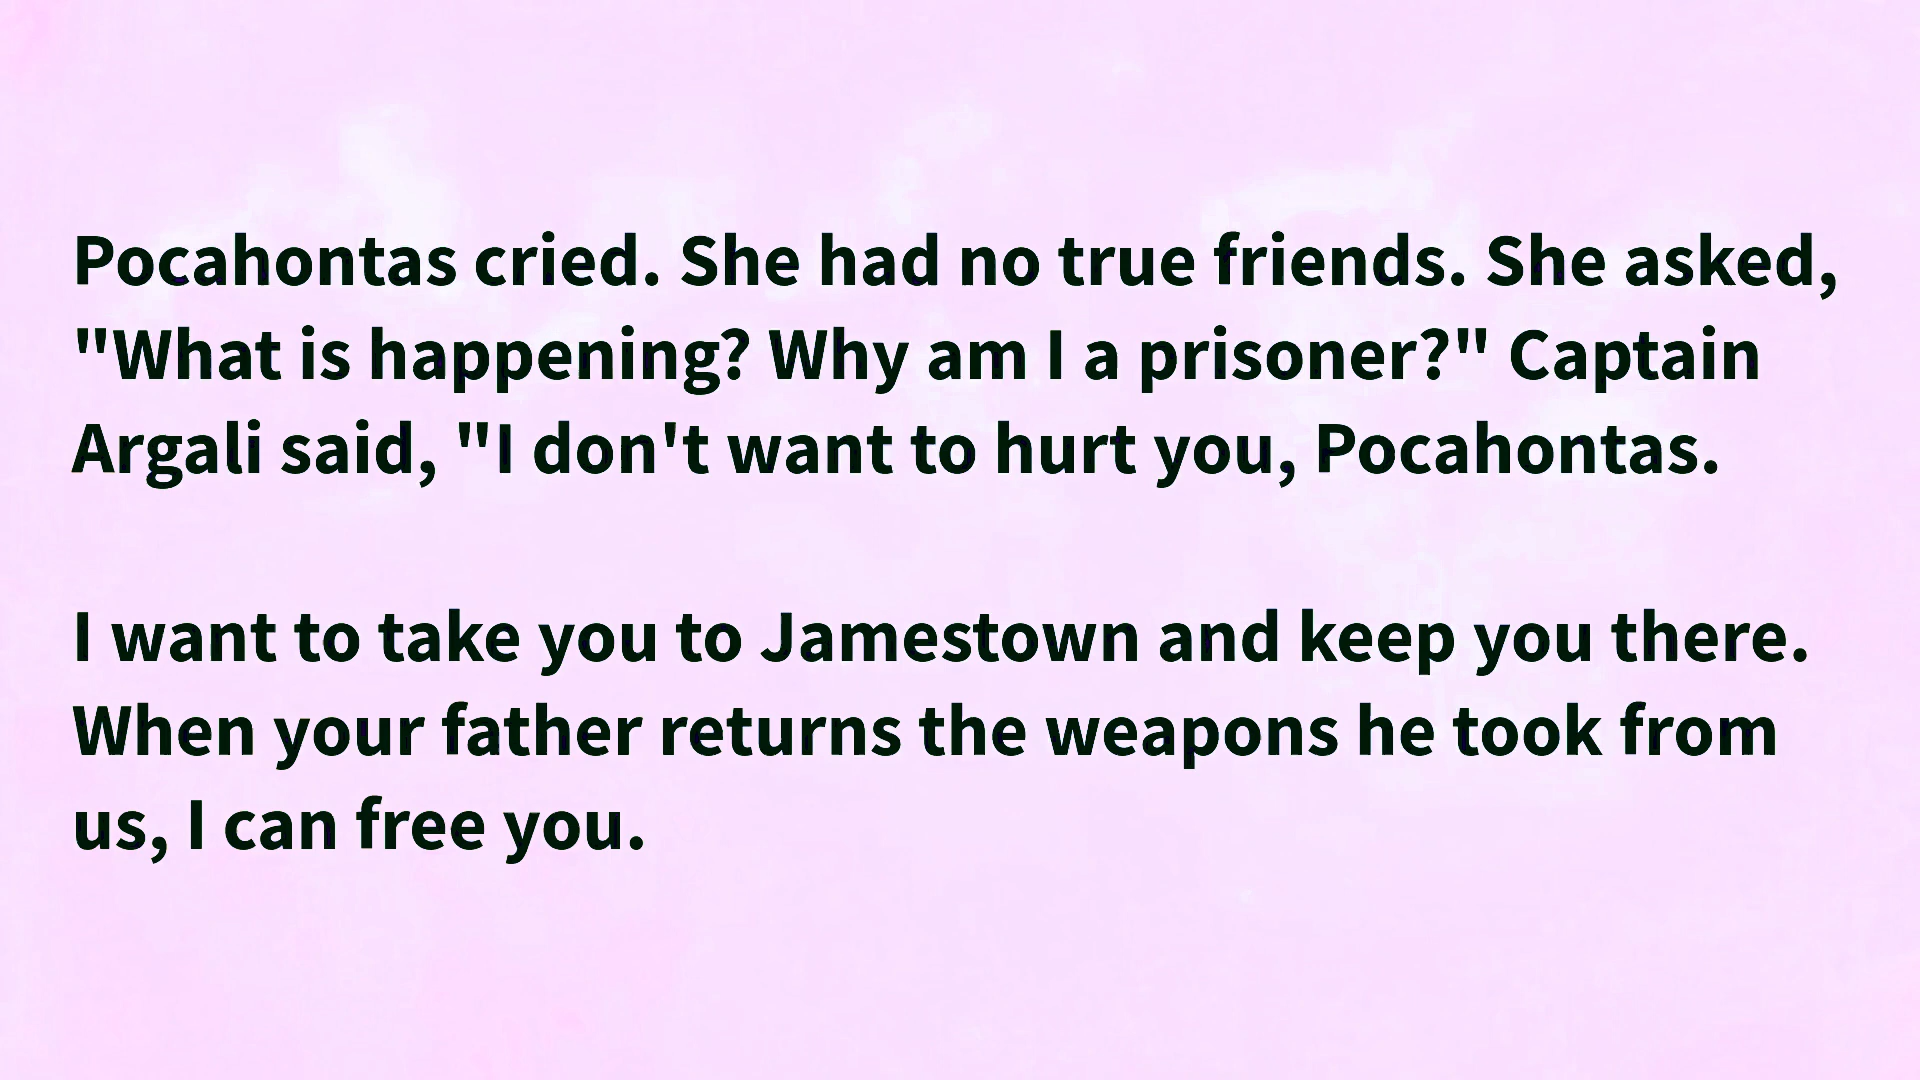 Pocahontas cried. She had no true friends. She asked,
"What is happening? Why am I a prisoner?" Captain
Argali said, "I don't want to hurt you, Pocahontas.
I want to take you to Jamestown and keep you there.
When your father returns the weapons he took from
us, I can free you.